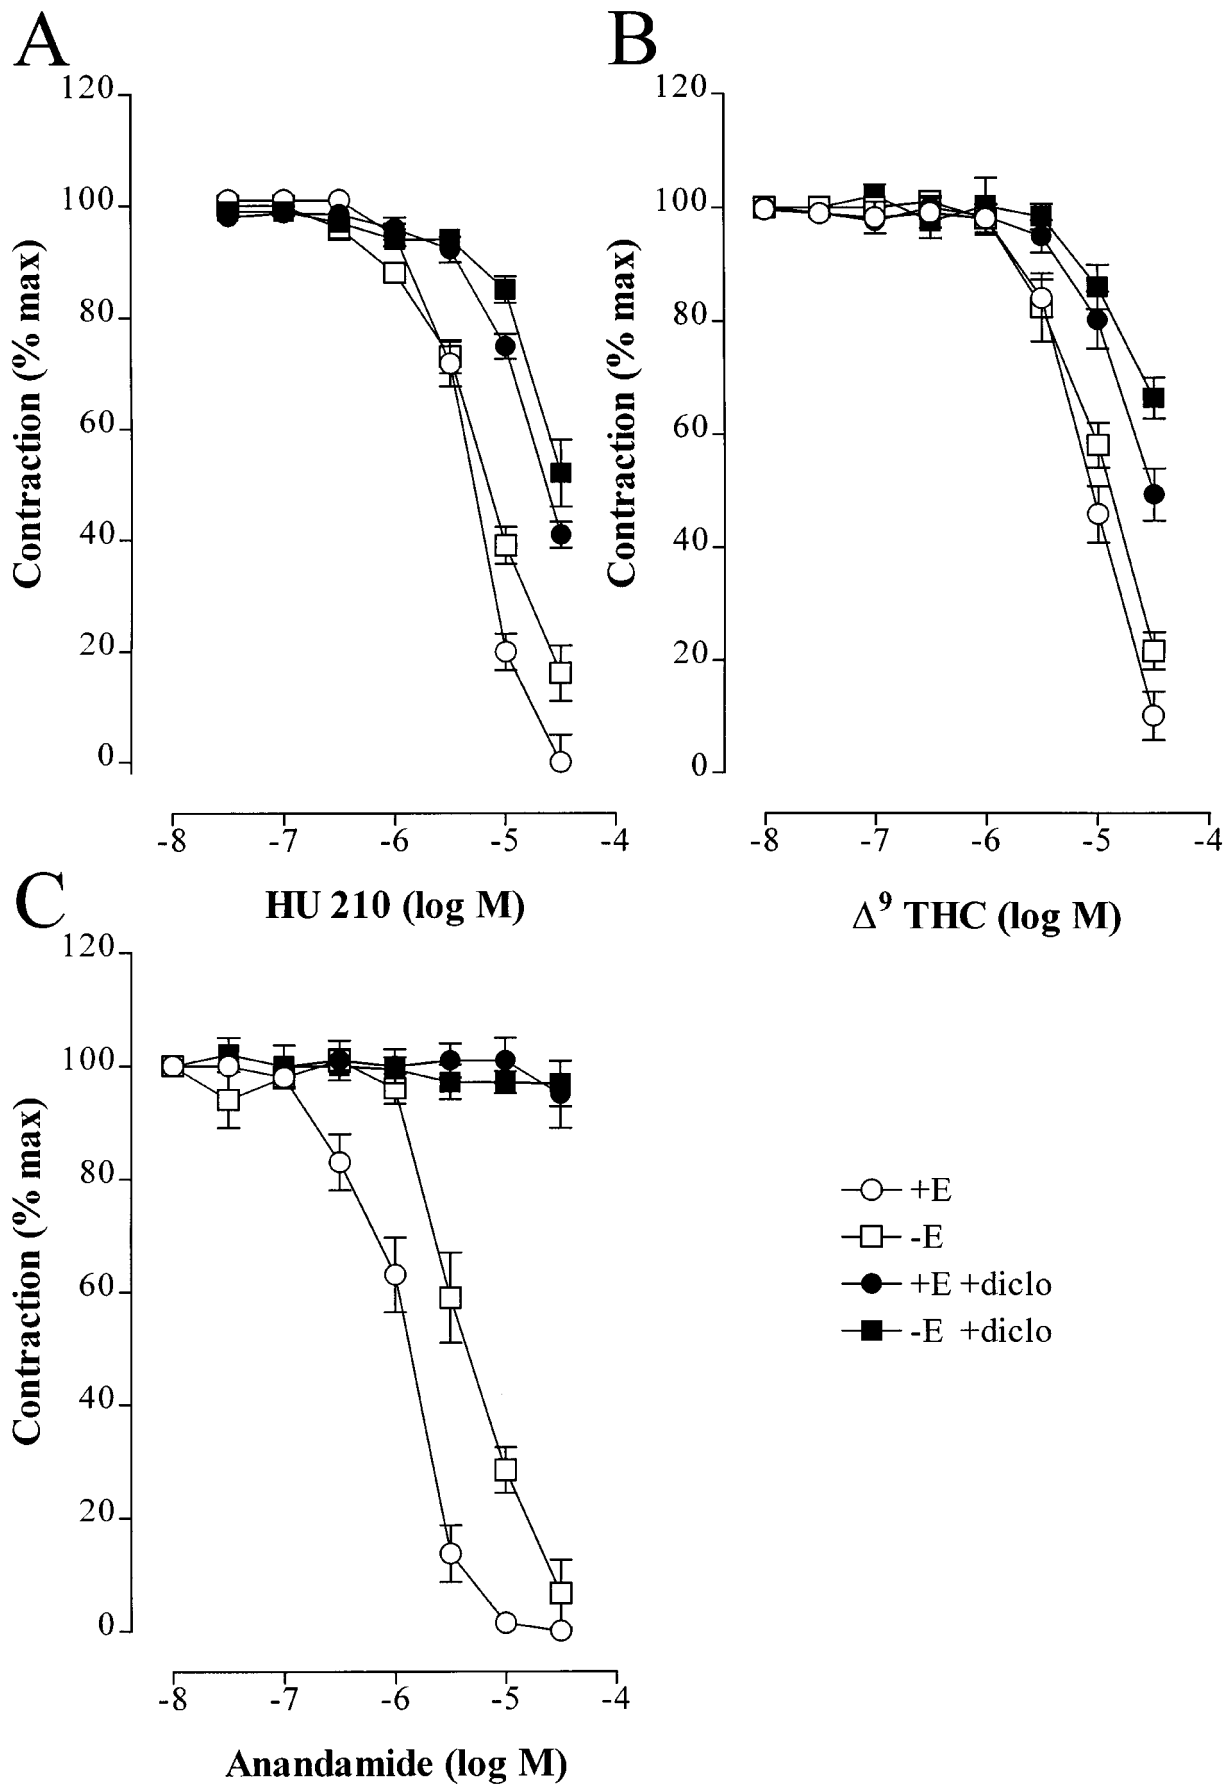 A
B
120
100
80
60
40
20
0
Contraction (% max)
-8 -7 -6 -5 -4
HU 210 (log M)
120
100
80
60
40
20
0
Contraction (% max)
-8 -7 -6 -5 -4
Δ⁹ THC (log M)
C
120
100
80
60
40
20
0
Contraction (% max)
-8 -7 -6 -5 -4
Anandamide (log M)
+E
-E
+E +diclo
-E +diclo